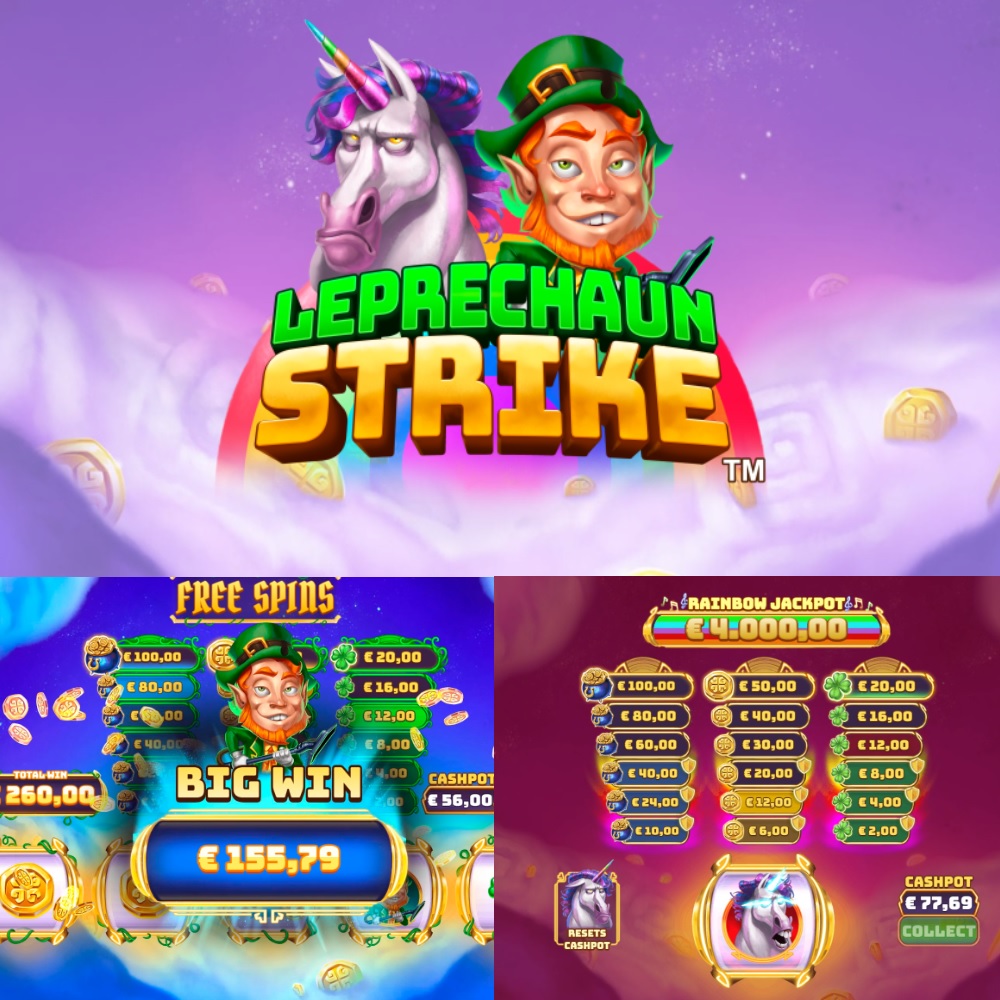 LEPRECHAUN
STRIKE
TM
FREE SPINS
€ 100,00
€ 20,00
€ 80,00
€ 16,00
€ 12,00
€ 40,00
€ 8,00
TOTAL WIN
€ 260,00
BIG WIN
CASHPOT
€ 56,00
€ 155,79
RAINBOW JACKPOT
€ 4.000,00
€ 100,00 € 50,00 € 20,00
€ 80,00 € 40,00 € 16,00
€ 60,00 € 30,00 € 12,00
€ 40,00 € 20,00 € 8,00
€ 24,00 € 12,00 € 4,00
€ 10,00 € 6,00 € 2,00
RESETS
CASHPOT
CASHPOT
€ 77,69
COLLECT